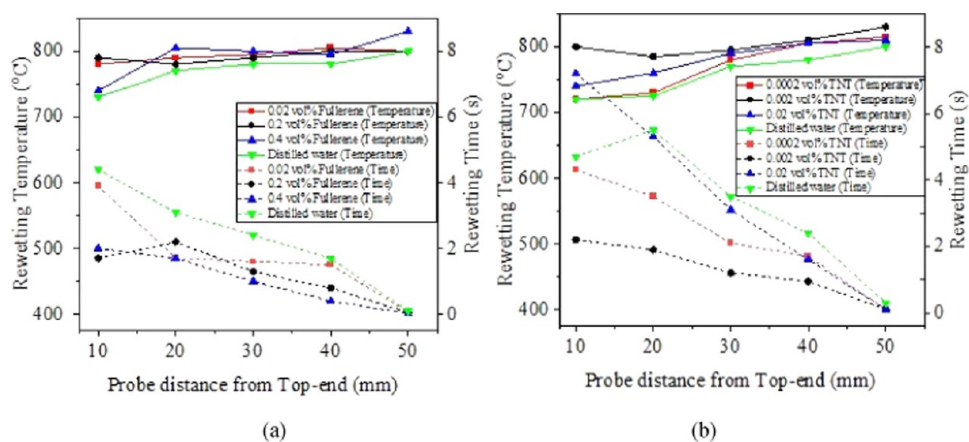 (a)
Rewetting Temperature (°C)
800
700
600
500
400
10 20 30 40 50
Probe distance from Top-end (mm)
8
6
4
2
0
Rewetting Time (s)
0.02 vol%Fullerene (Temperature)
0.2 vol%Fullerene (Temperature)
0.4 vol%Fullerene (Temperature)
Distilled water (Temperature)
0.02 vol%Fullerene (Time)
0.2 vol%Fullerene (Time)
0.4 vol%Fullerene (Time)
Distilled water (Time)
(a)
(b)
Rewetting Temperature (°C)
800
700
600
500
400
10 20 30 40 50
Probe distance from Top-end (mm)
8
6
4
2
0
Rewetting Time (s)
0.0002 vol%TNT (Temperature)
0.002 vol%TNT (Temperature)
0.02 vol%TNT (Temperature)
Distilled water (Temperature)
0.0002 vol%TNT (Time)
0.002 vol%TNT (Time)
0.02 vol%TNT (Time)
Distilled water (Time)
(b)